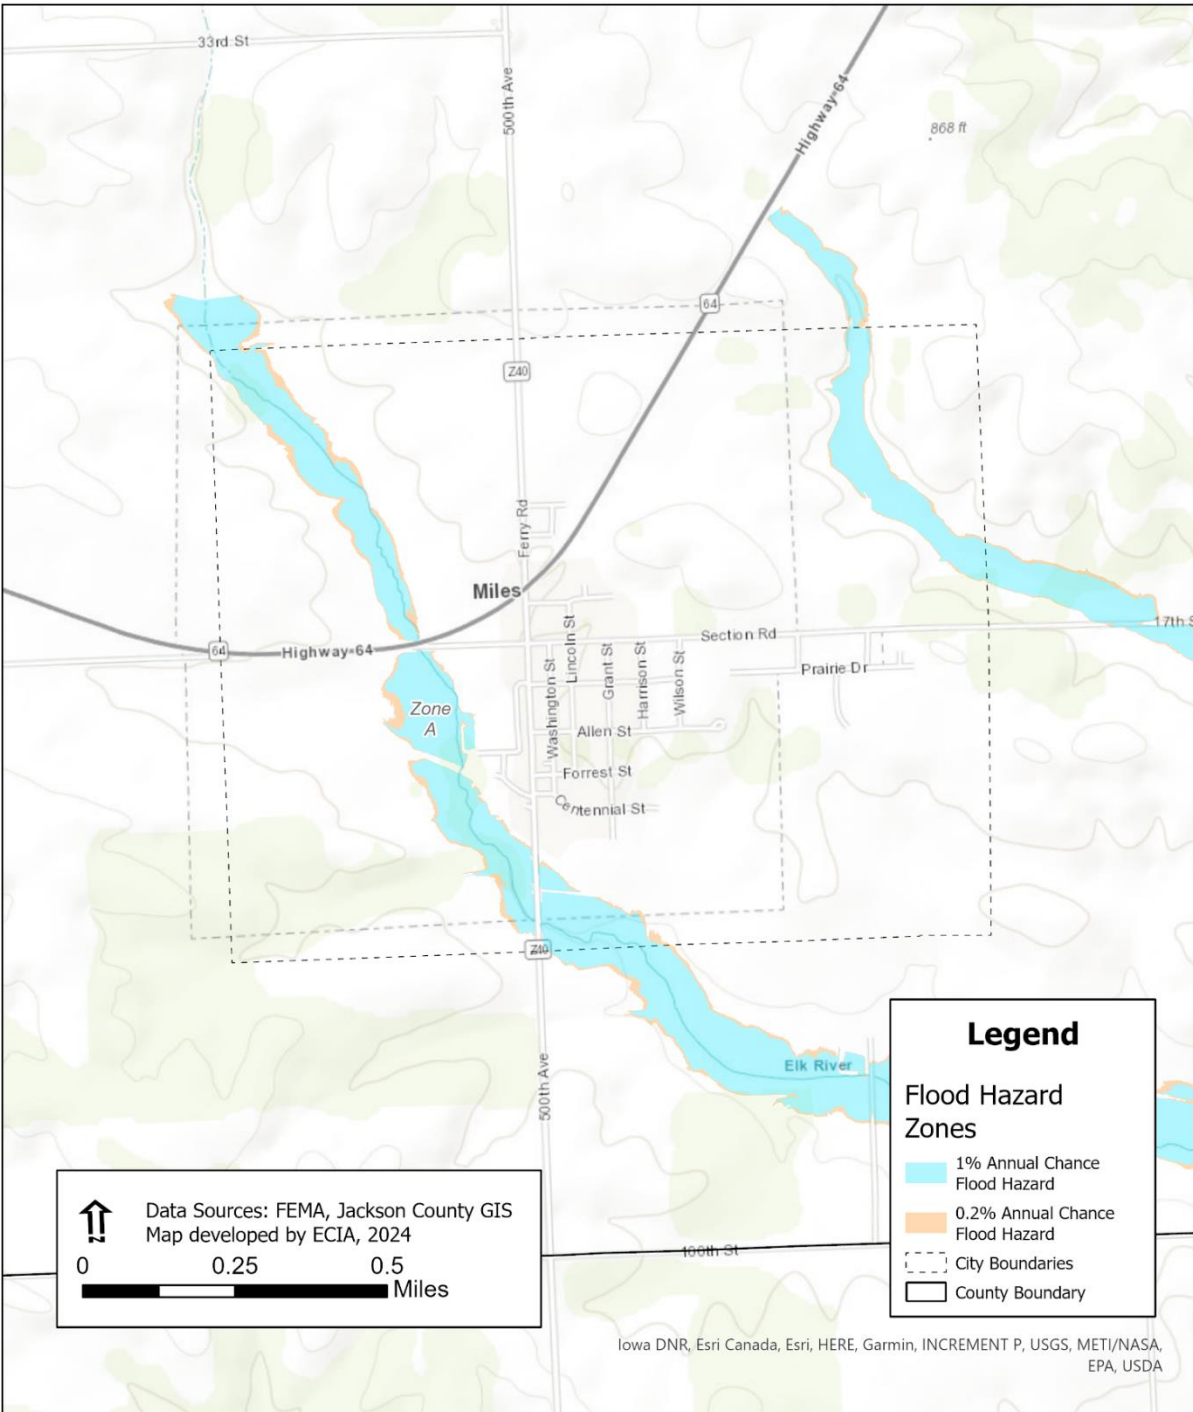 33rd St
500th Ave
Highway 64
868 ft
64
Z40
Ferry Rd
Miles
64
Highway 64
Section Rd
17th S
Prairie Dr
Lincoln St
Washington St
Grant St
Harrison St
Wilson St
Zone
A
Allen St
Forrest St
Centennial St
Z40
500th Ave
Elk River
100th St
Legend
Flood Hazard
Zones
1% Annual Chance
Flood Hazard
0.2% Annual Chance
Flood Hazard
City Boundaries
County Boundary
N
Data Sources: FEMA, Jackson County GIS
Map developed by ECIA, 2024
0 0.25 0.5
Miles
Iowa DNR, Esri Canada, Esri, HERE, Garmin, INCREMENT P, USGS, METI/NASA,
EPA, USDA